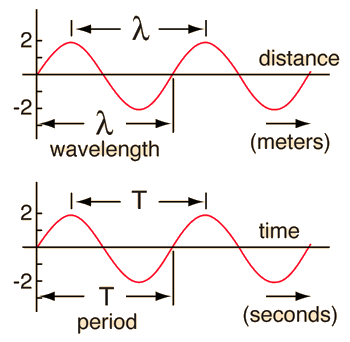 λ
2
distance
-2
λ
wavelength
(meters)
T
2
time
-2
T
period
(seconds)